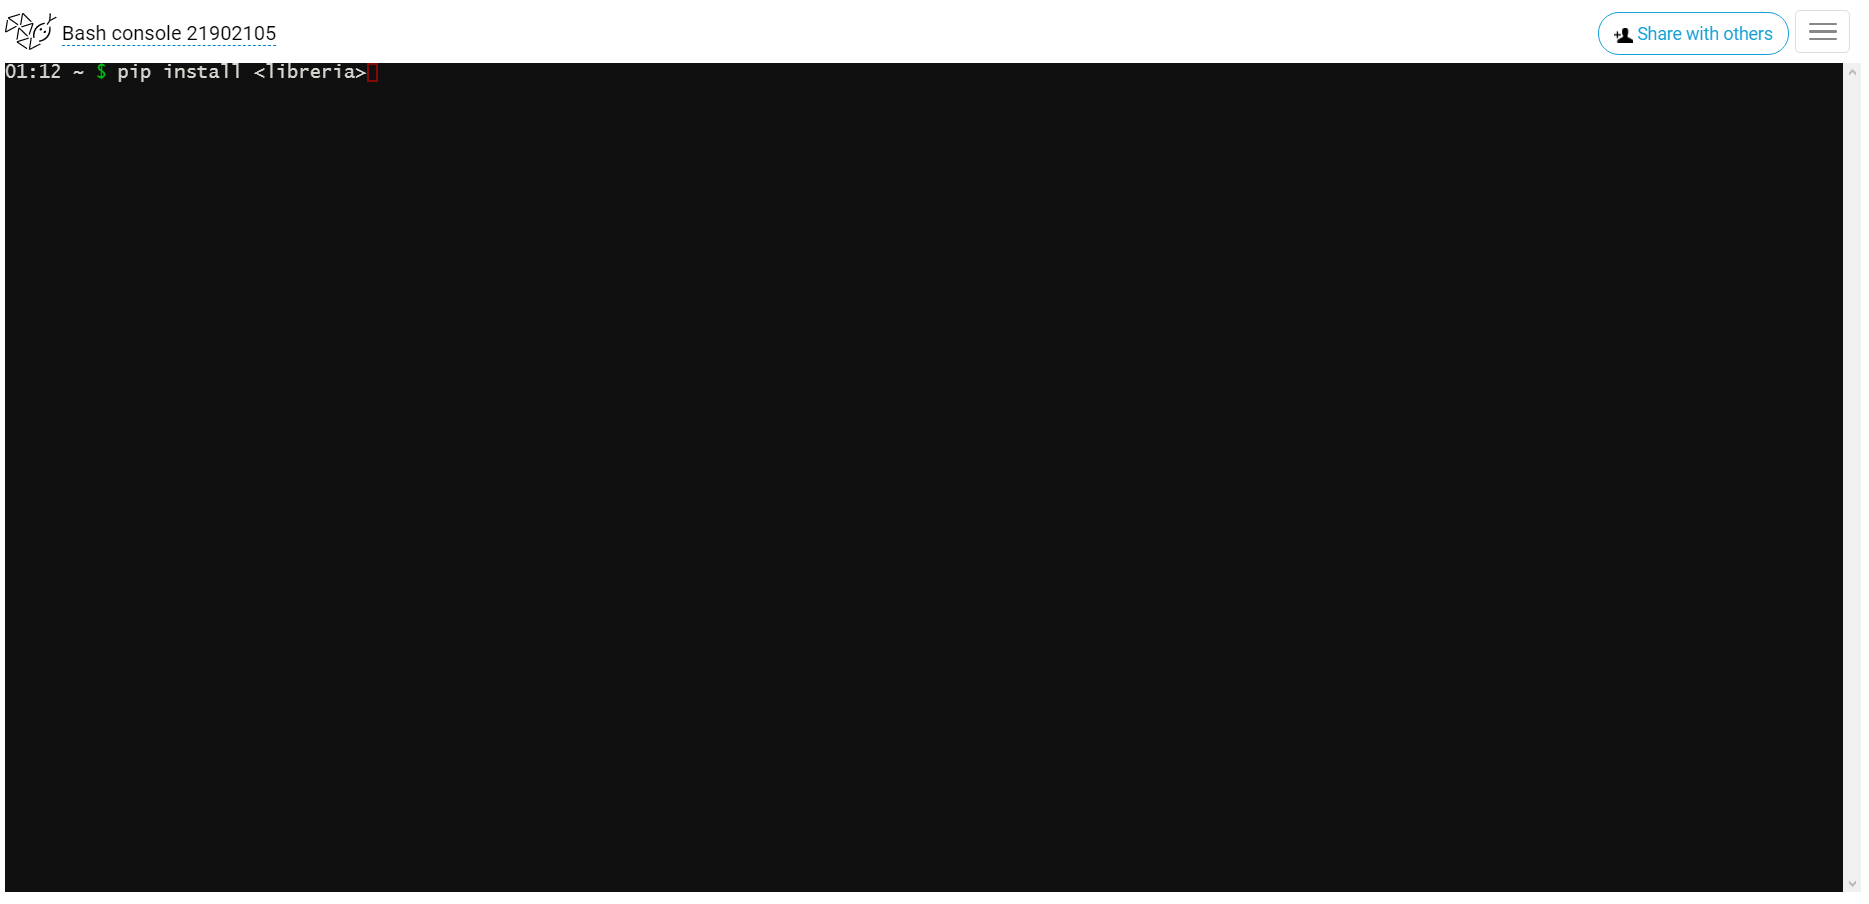 Bash console 21902105
Share with others
01:12 ~ $ pip install <libreria>